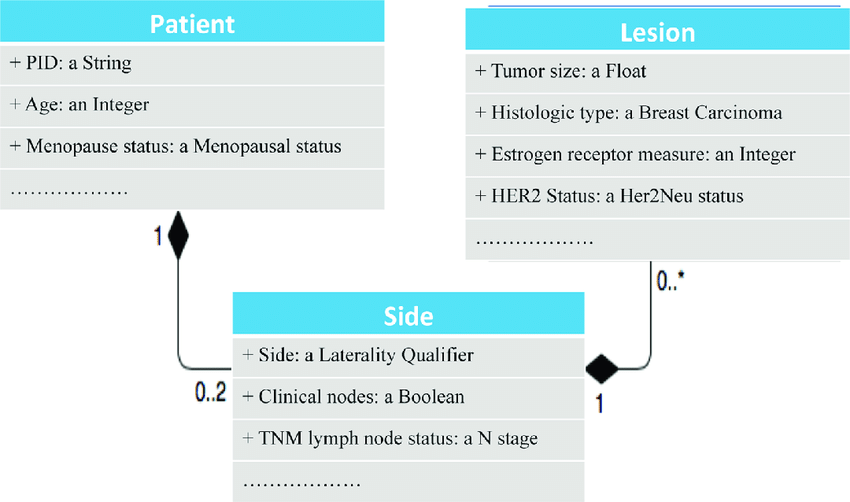 Patient
+ PID: a String
+ Age: an Integer
+ Menopause status: a Menopausal status
………………
Lesion
+ Tumor size: a Float
+ Histologic type: a Breast Carcinoma
+ Estrogen receptor measure: an Integer
+ HER2 Status: a Her2Neu status
………………
1
0..*
Side
+ Side: a Laterality Qualifier
+ Clinical nodes: a Boolean
+ TNM lymph node status: a N stage
………………
0..2
1